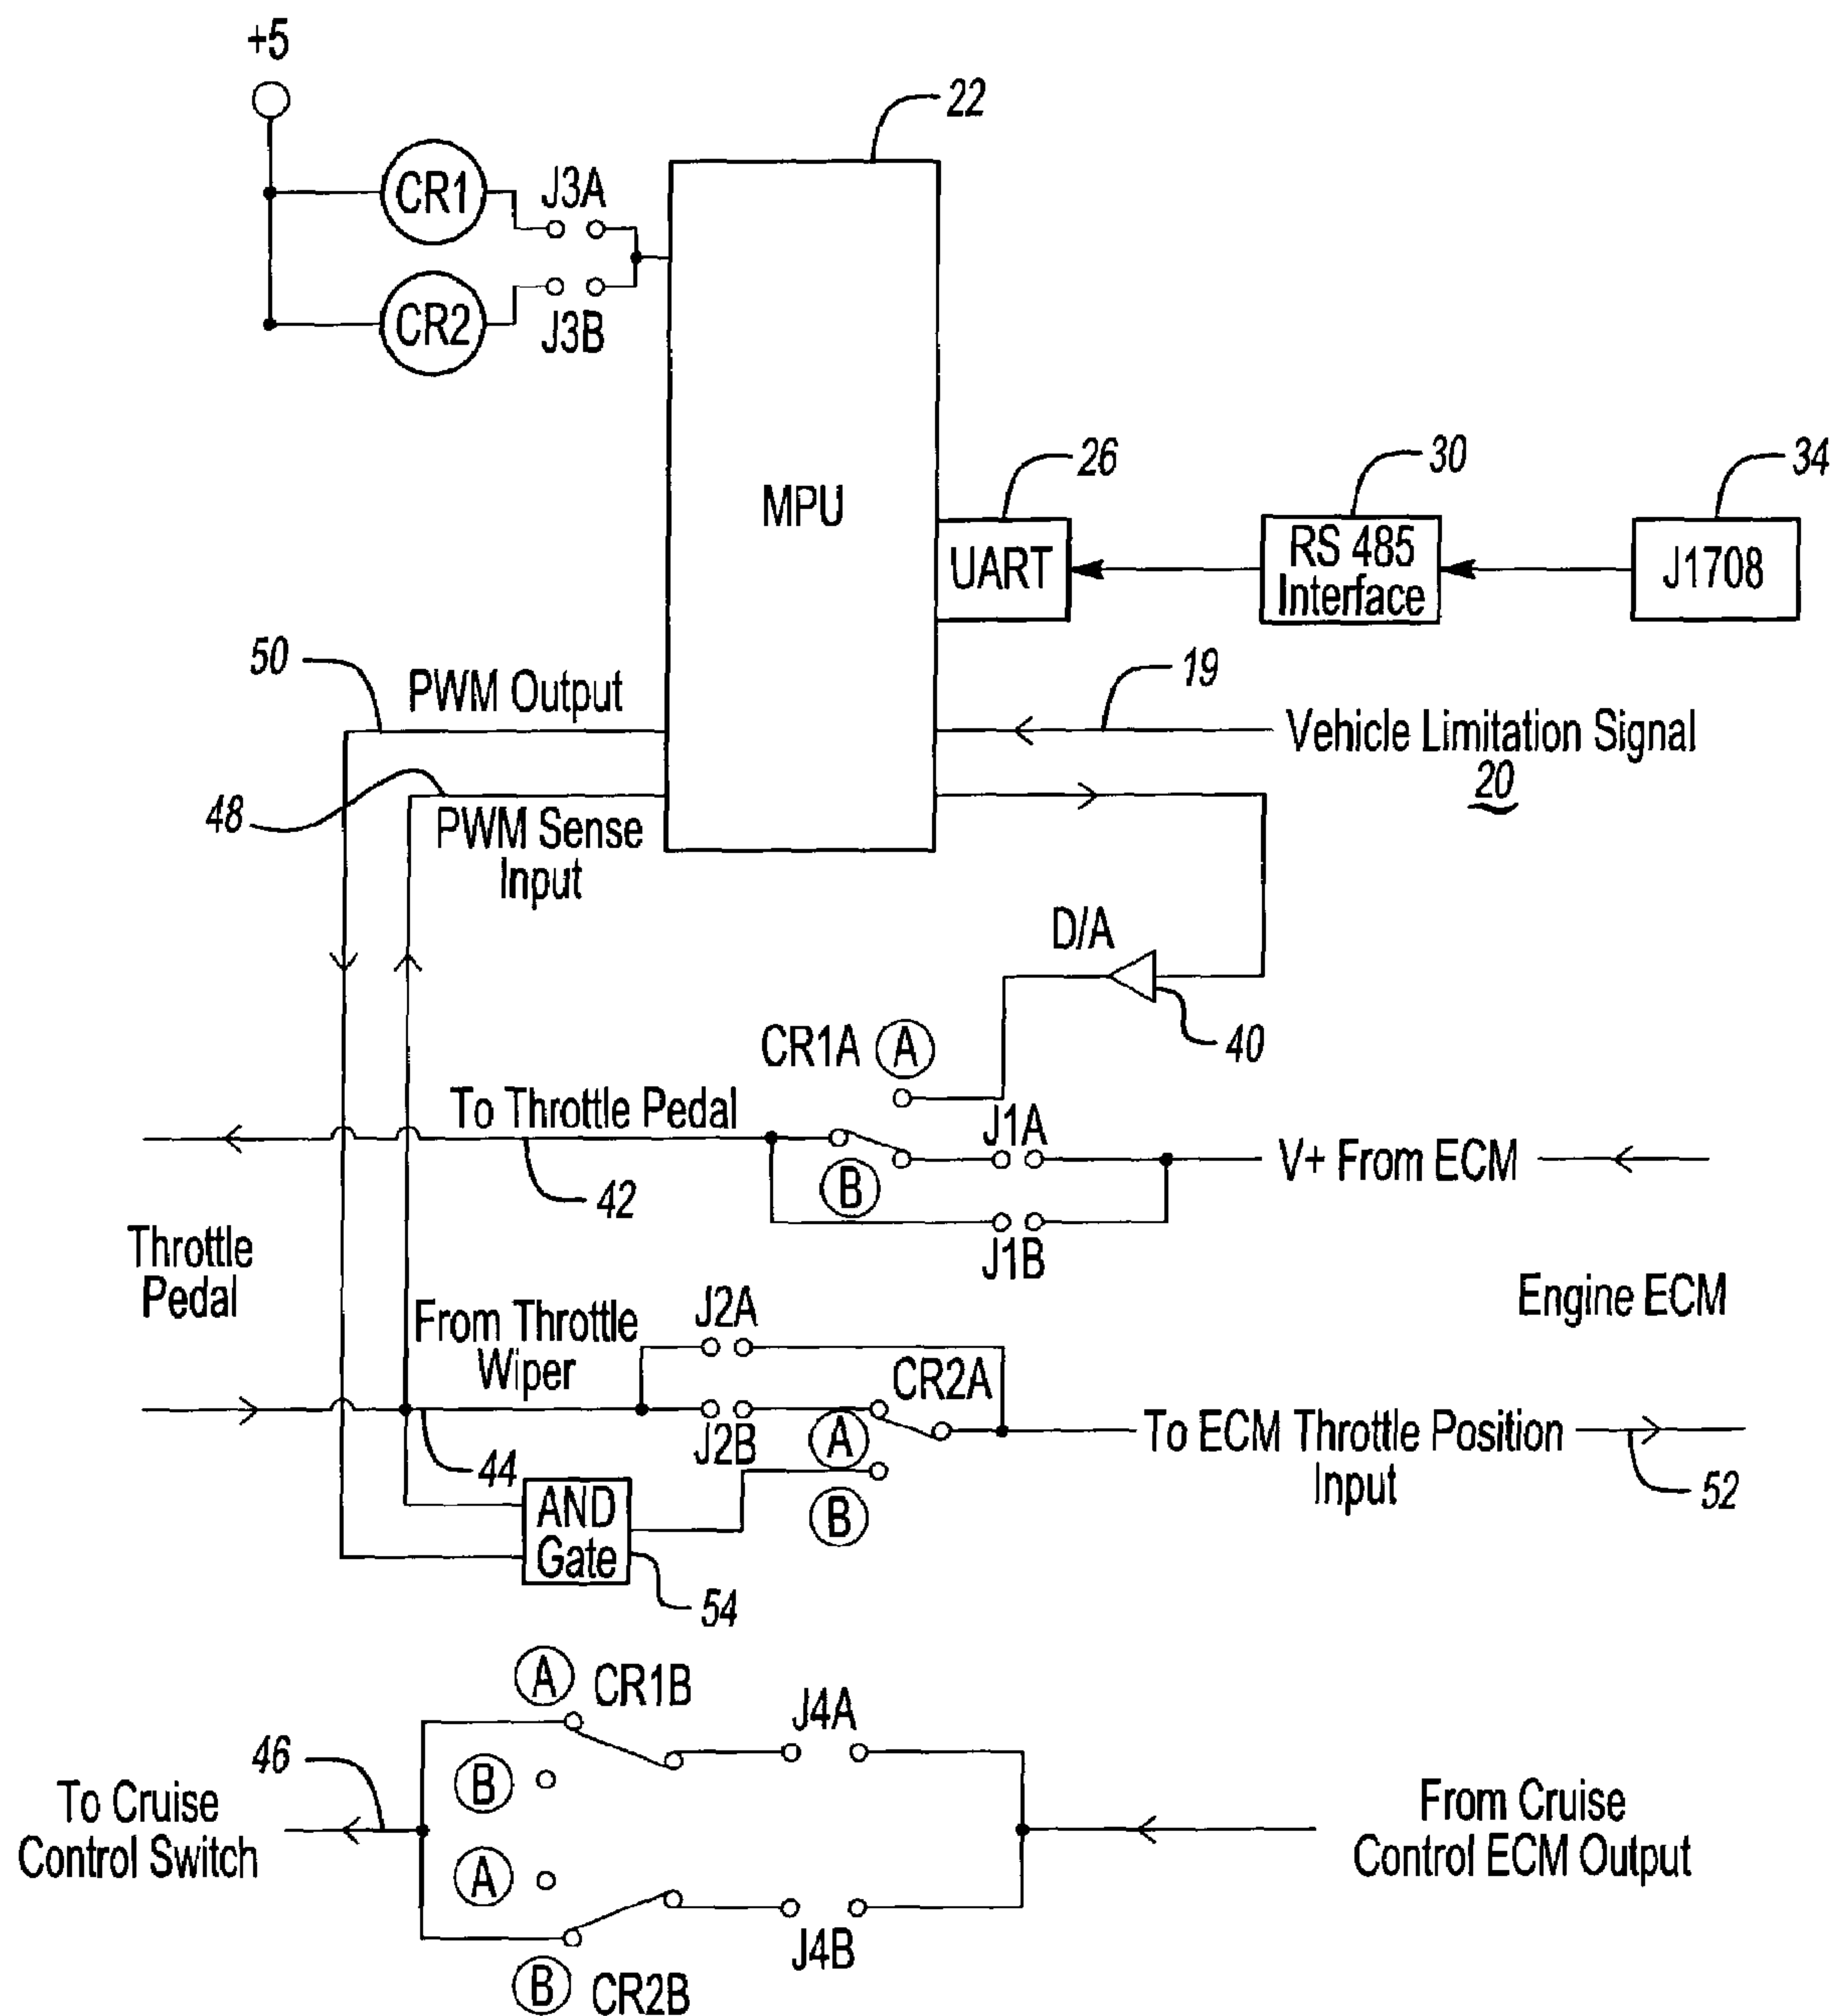 +5
22
CR1
J3A
CR2
J3B
MPU
26
30
34
UART
RS 485
Interface
J1708
50
PWM Output
19
Vehicle Limitation Signal
20
48
PWM Sense
Input
D/A
40
CR1A
A
To Throttle Pedal
J1A
V+ From ECM
B
42
J1B
Throttle
Pedal
Engine ECM
J2A
From Throttle
Wiper
CR2A
J2B
A
To ECM Throttle Position
Input
44
52
AND
Gate
B
54
A
CR1B
J4A
46
B
To Cruise
Control Switch
From Cruise
Control ECM Output
A
J4B
B
CR2B